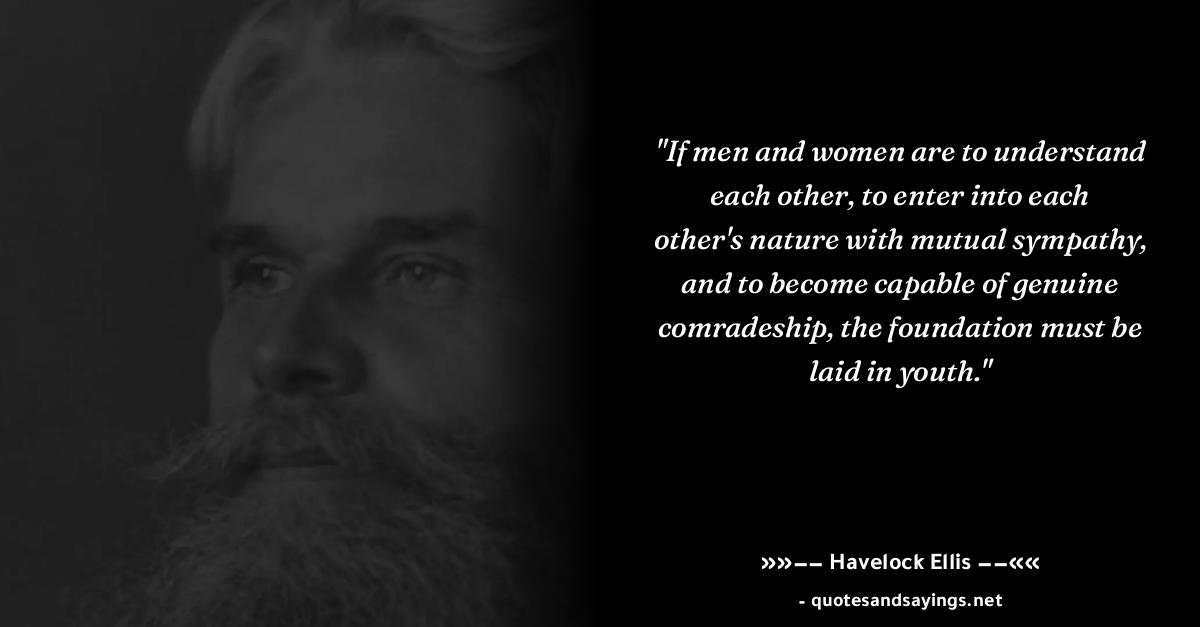 "If men and women are to understand
each other, to enter into each
other's nature with mutual sympathy,
and to become capable of genuine
comradeship, the foundation must be
laid in youth."
»»–– Havelock Ellis ––««
- quotesandsayings.net